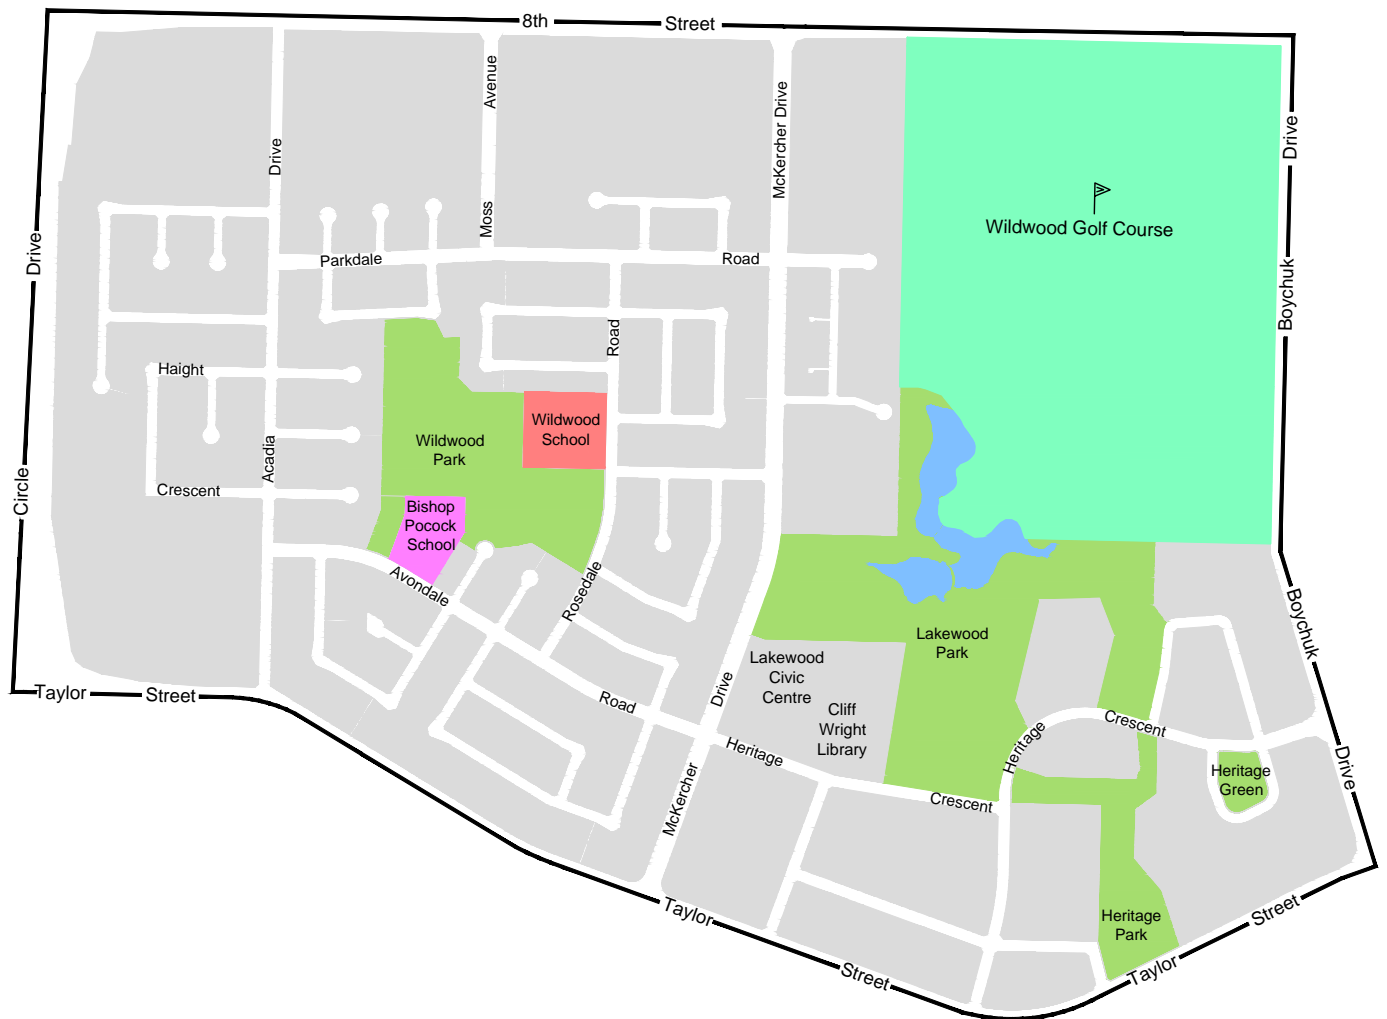 8th
Street
Avenue
Drive
McKercher Drive
Drive
Moss
Wildwood Golf Course
Drive
Parkdale
Road
Boychuk
Road
Haight
Wildwood
School
Wildwood
Park
Acadia
Circle
Crescent
Bishop
Pocock
School
Avondale
Rosedale
Boychuk
Lakewood
Park
Lakewood
Civic
Centre
Taylor
Street
Drive
Road
Cliff
Wright
Library
Heritage
Heritage
Crescent
Heritage
Green
Drive
Crescent
McKercher
Taylor
Heritage
Park
Street
Street
Taylor